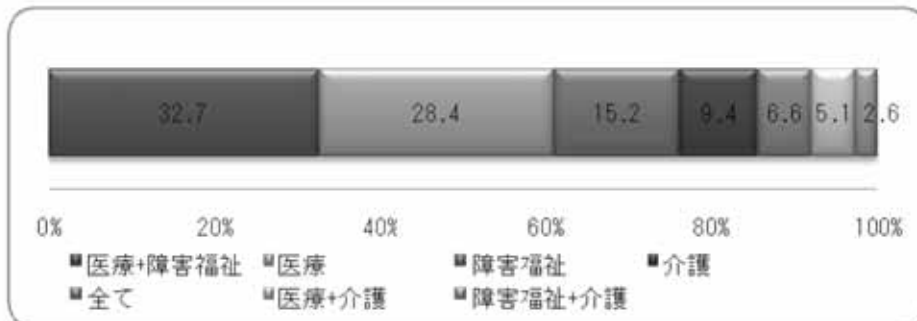 32.7 28.4 15.2 9.4 6.6 5.1 2.6
0% 20% 40% 60% 80% 100%
医療+障害福祉 医療 障害福祉 介護
全て 医療+介護 障害福祉+介護